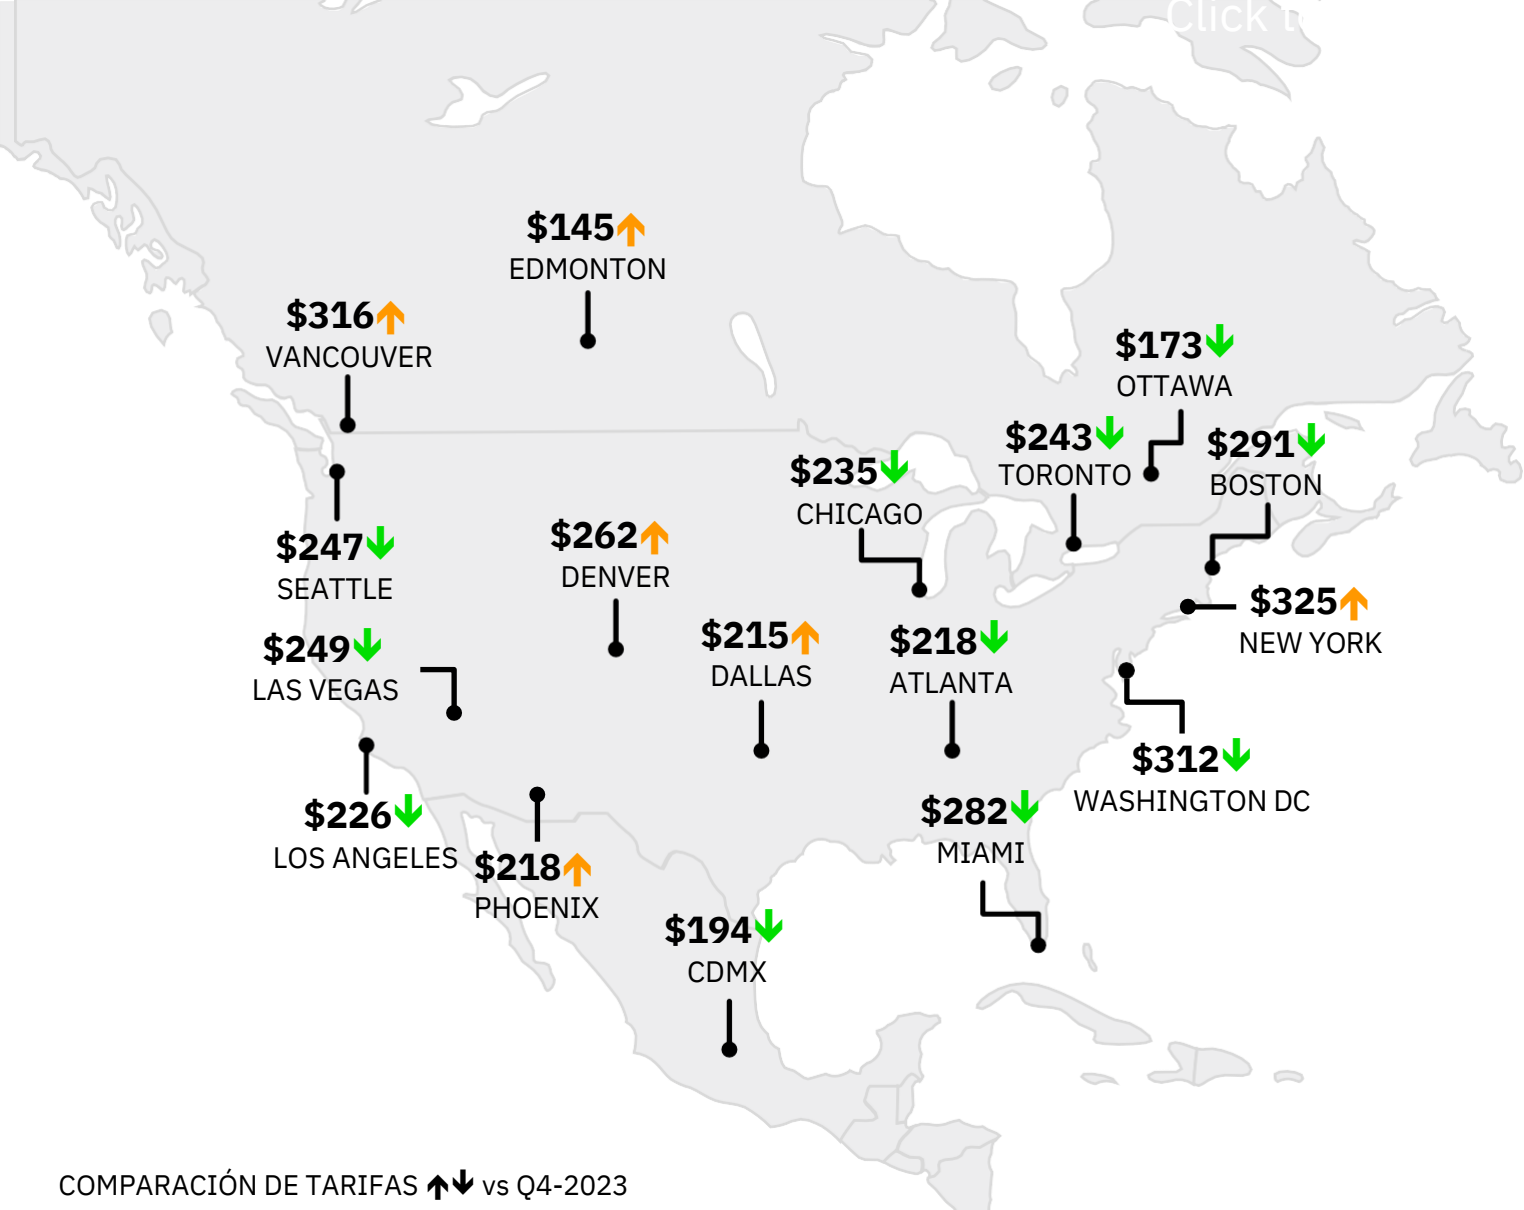 Click t
$145↑
EDMONTON
$316↑
VANCOUVER
$173↓
OTTAWA
$243↓
TORONTO
$291↓
BOSTON
$235↓
CHICAGO
$247↓
SEATTLE
$262↑
DENVER
$325↑
NEW YORK
$249↓
LAS VEGAS
$215↑
DALLAS
$218↓
ATLANTA
$312↓
WASHINGTON DC
$226↓
LOS ANGELES
$282↓
MIAMI
$218↑
PHOENIX
$194↓
CDMX
COMPARACIÓN DE TARIFAS ↑↓ vs Q4-2023